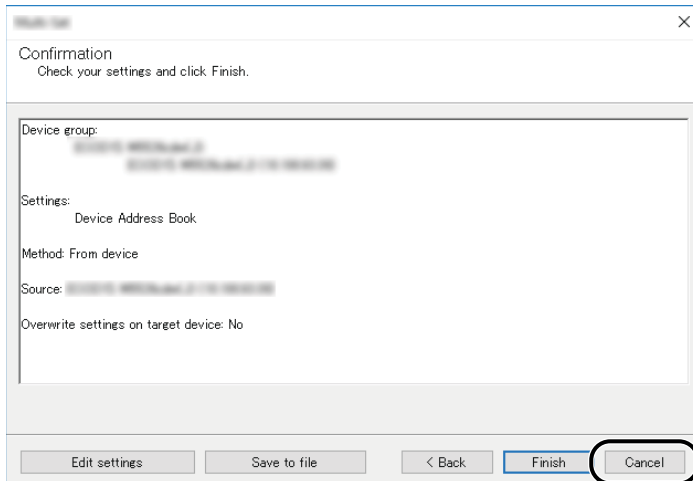 Confirmation
Check your settings and click Finish.
Device group:
Settings:
Device Address Book
Method: From device
Source:
Overwrite settings on target device: No
Edit settings
Save to file
< Back
Finish
Cancel